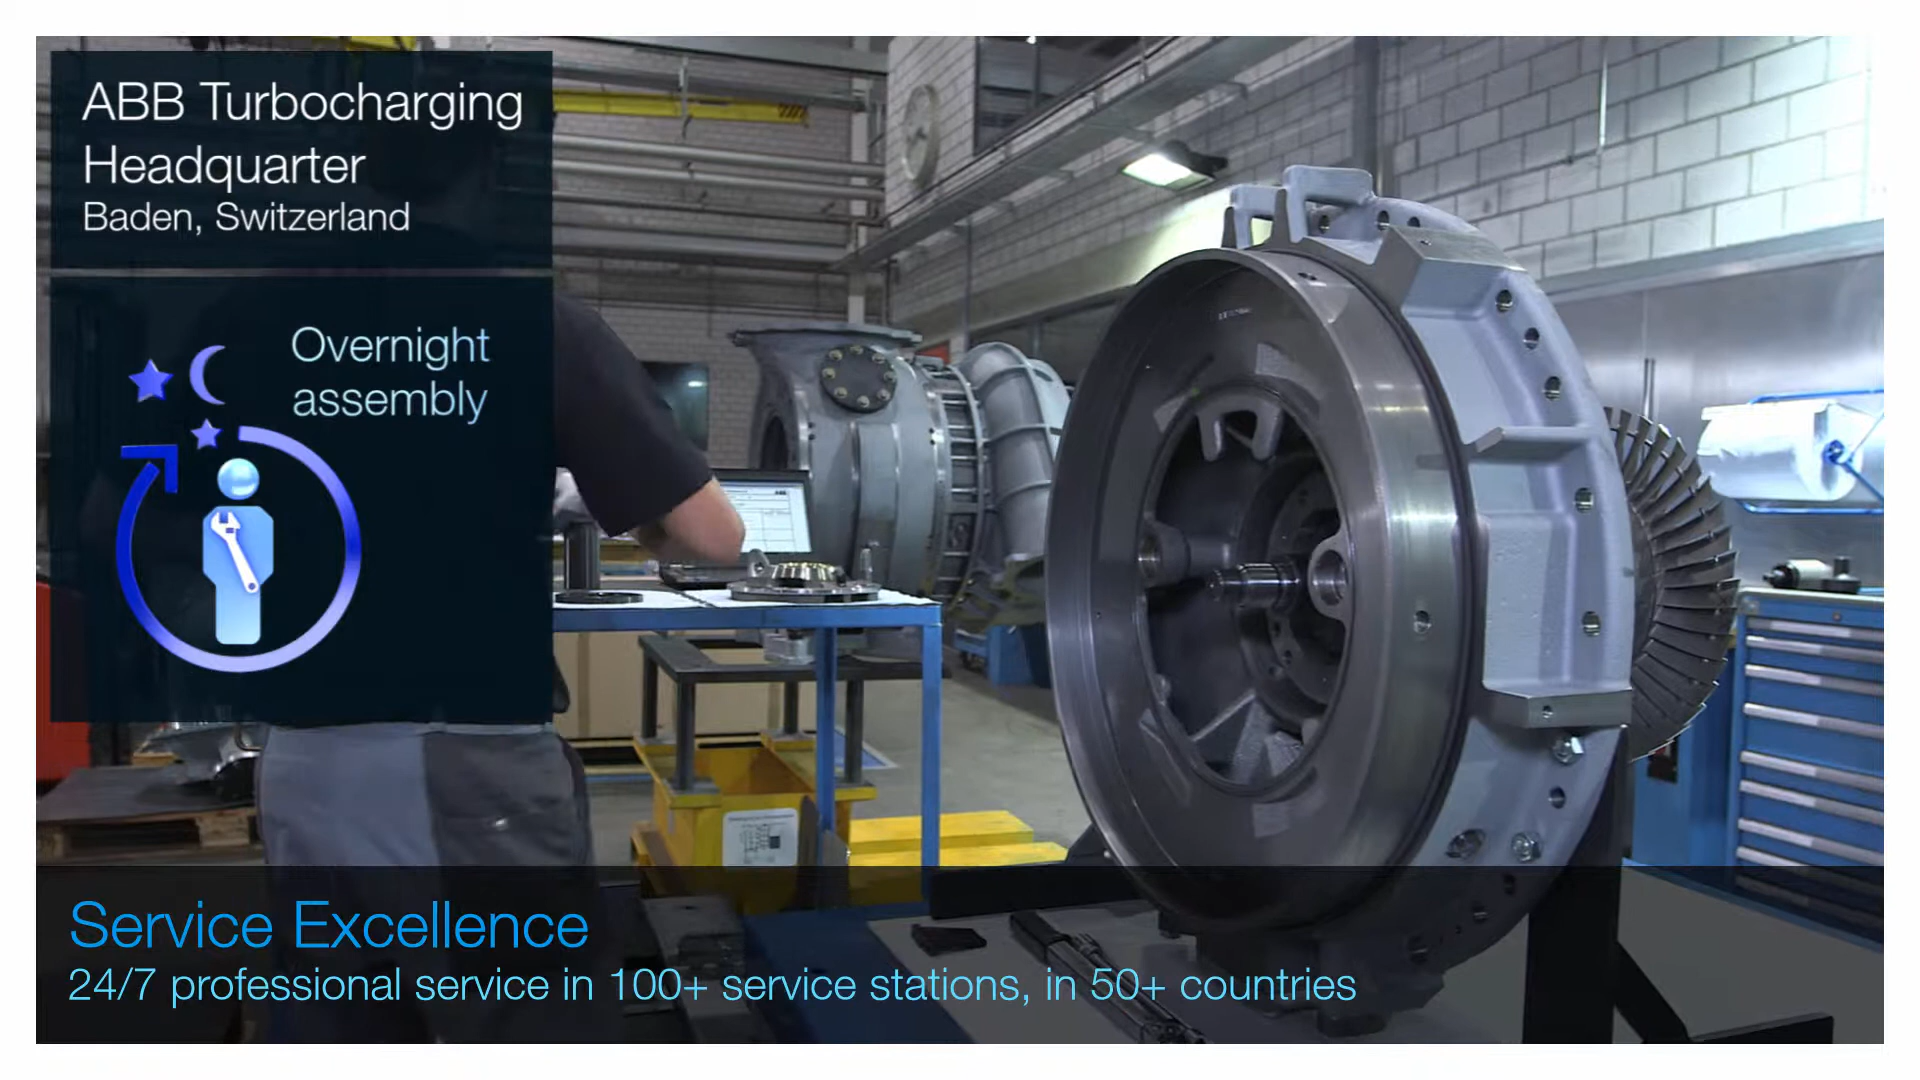 ABB Turbocharging
Headquarter
Baden, Switzerland
Overnight
assembly
Service Excellence
24/7 professional service in 100+ service stations, in 50+ countries